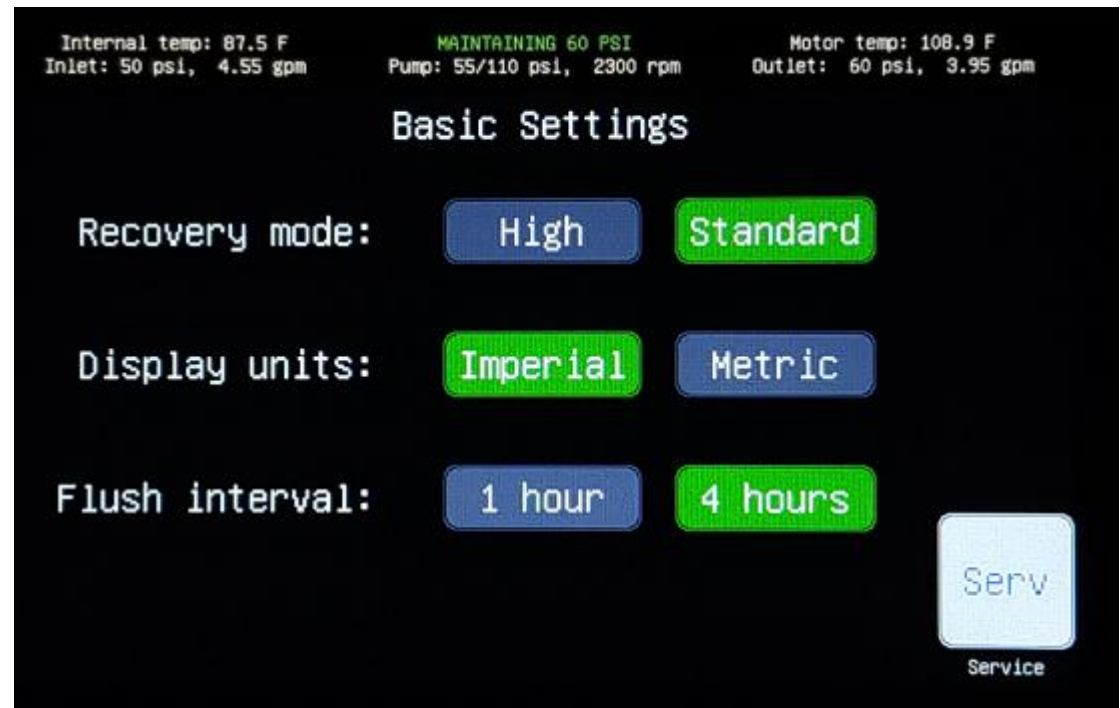 Internal temp: 87.5 F
Inlet: 50 psi, 4.55 gpm
MAINTAINING 60 PSI
Pump: 55/110 psi, 2300 rpm
Motor temp: 108.9 F
Outlet: 60 psi, 3.95 gpm
Basic Settings
Recovery mode: High Standard
Display units: Imperial Metric
Flush interval: 1 hour 4 hours
Serv
Service